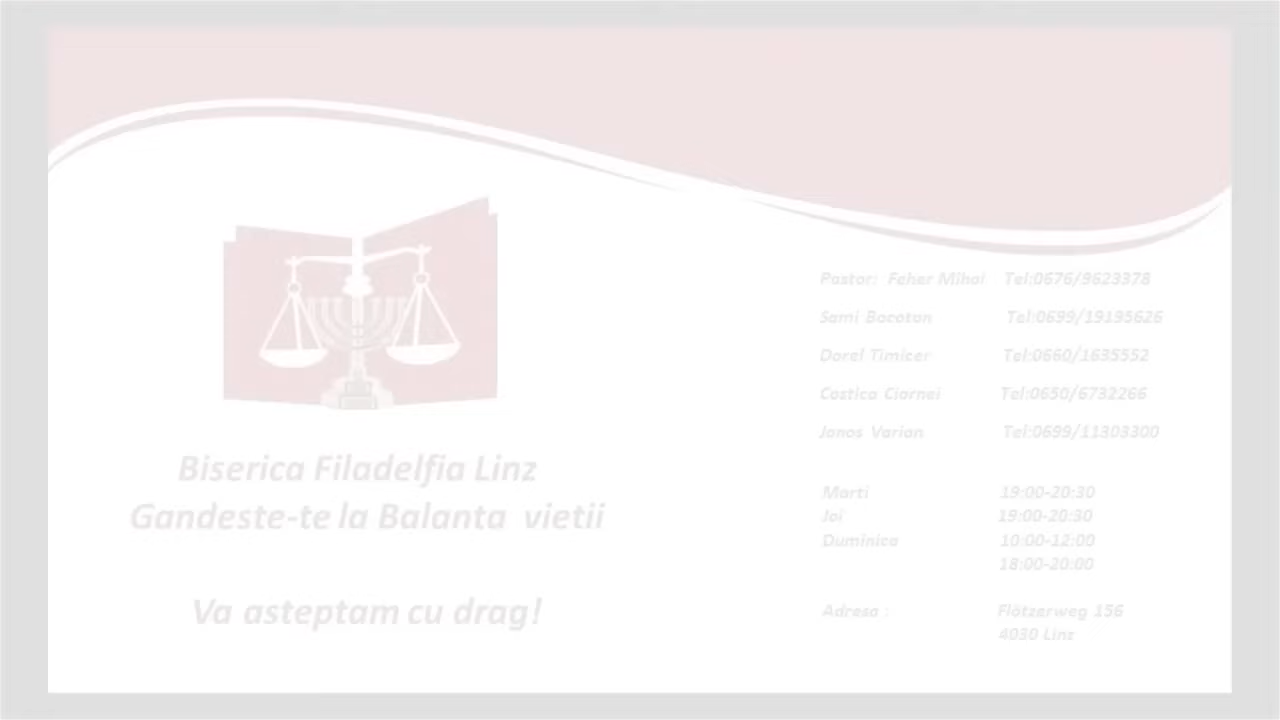 Biserica Filadelfia Linz
Gandeste-te la Balanta vietii
Va asteptam cu drag!
Pastor: Feher Mihai Tel:0676/9623378
Sami Bocotan Tel:0699/19195626
Dorel Timicer Tel:0660/1635552
Costica Ciornei Tel:0650/6732266
Janos Varian Tel:0699/11303300
Marti 19:00-20:30
Joi 19:00-20:30
Duminica 10:00-12:00
18:00-20:00
Adresa : Flötzerweg 156
4030 Linz